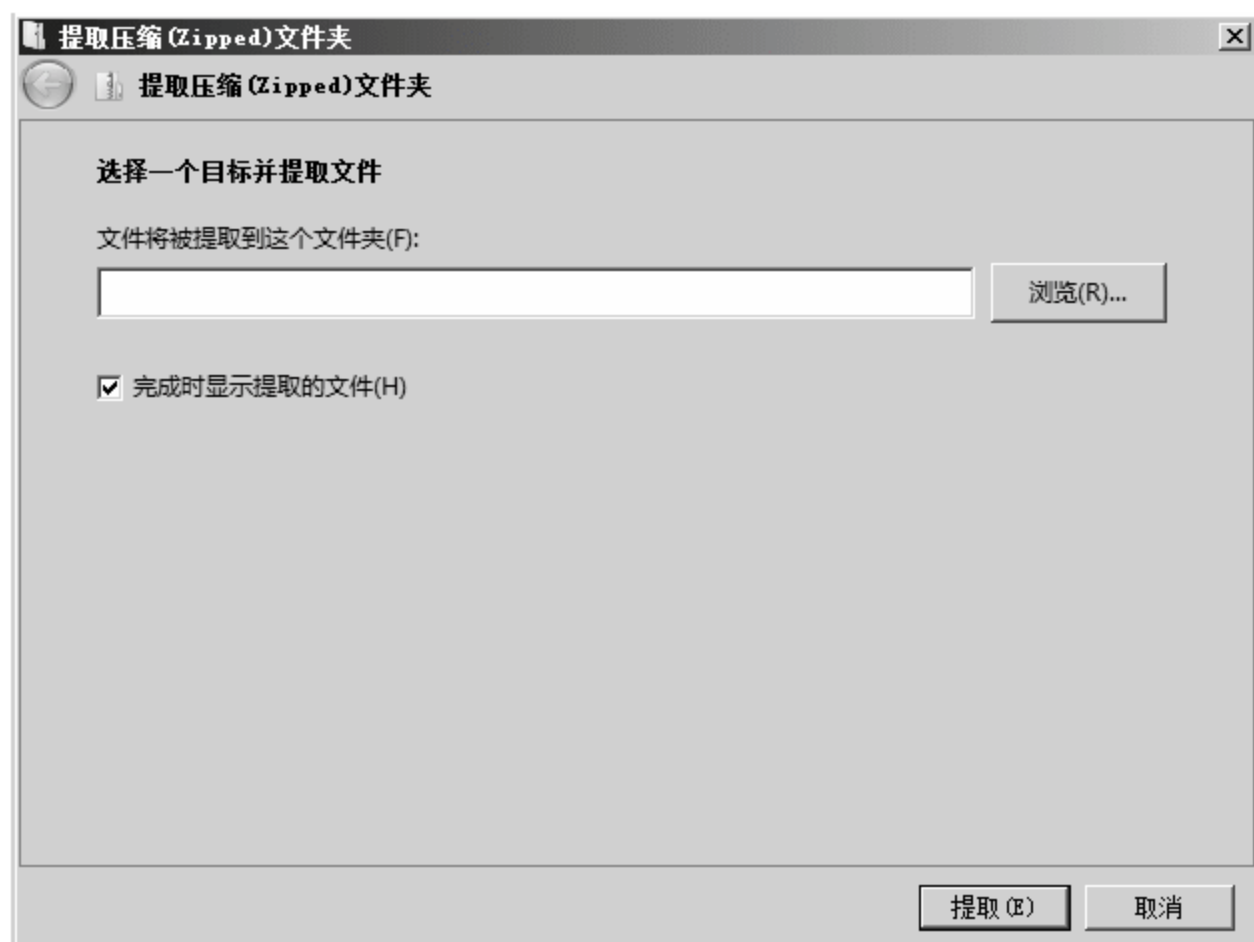 提取压缩(Zipped)文件夹
提取压缩(Zipped)文件夹
选择一个目标并提取文件
文件将被提取到这个文件夹(F):
浏览(R)...
完成时显示提取的文件(H)
提取(E)
取消